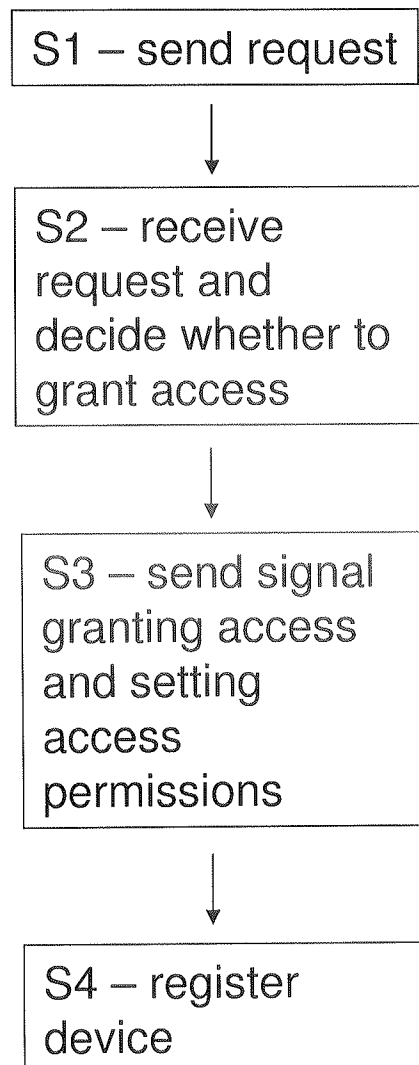 S1 – send request
S2 – receive
request and
decide whether to
grant access
S3 – send signal
granting access
and setting
access
permissions
S4 – register
device